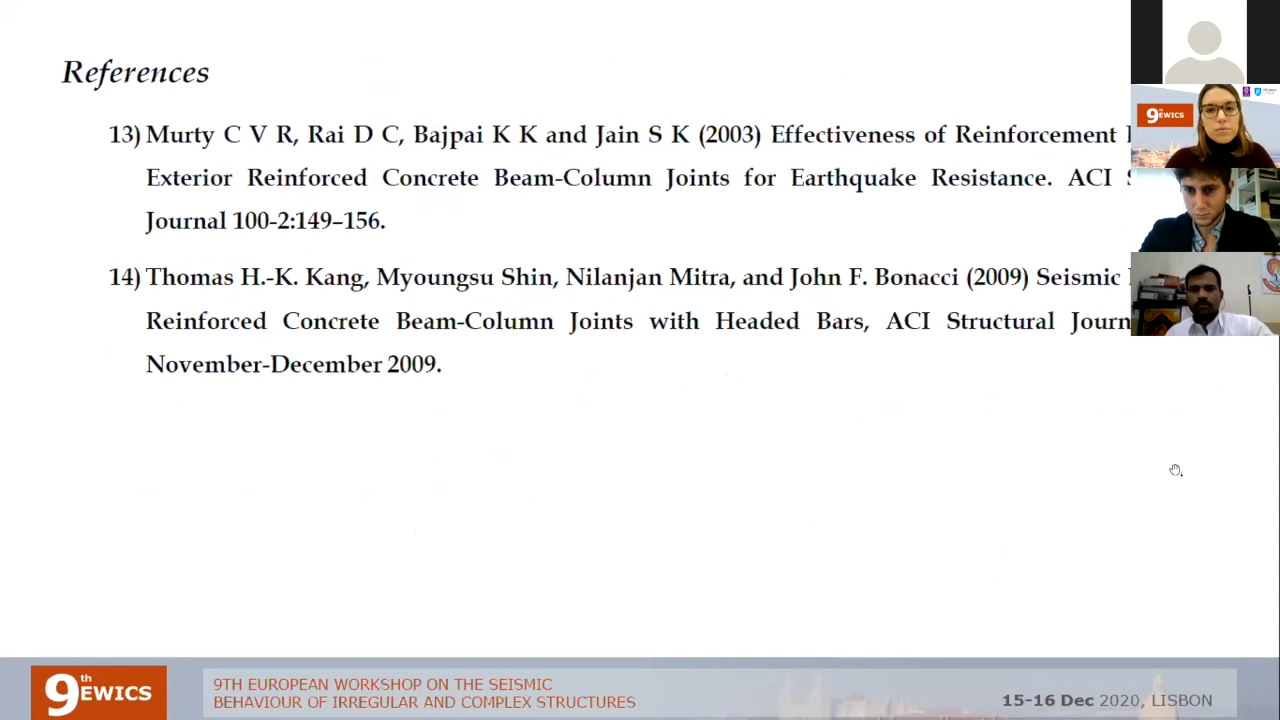 References
13) Murty C V R, Rai D C, Bajpai K K and Jain S K (2003) Effectiveness of Reinforcement
Exterior Reinforced Concrete Beam-Column Joints for Earthquake Resistance. ACI
Journal 100-2:149–156.
14) Thomas H.-K. Kang, Myoungsu Shin, Nilanjan Mitra, and John F. Bonacci (2009) Seismic
Reinforced Concrete Beam-Column Joints with Headed Bars, ACI Structural
November-December 2009.
9th EWICS
9th
EWICS
9TH EUROPEAN WORKSHOP ON THE SEISMIC
BEHAVIOUR OF IRREGULAR AND COMPLEX STRUCTURES
15-16 Dec 2020, LISBON